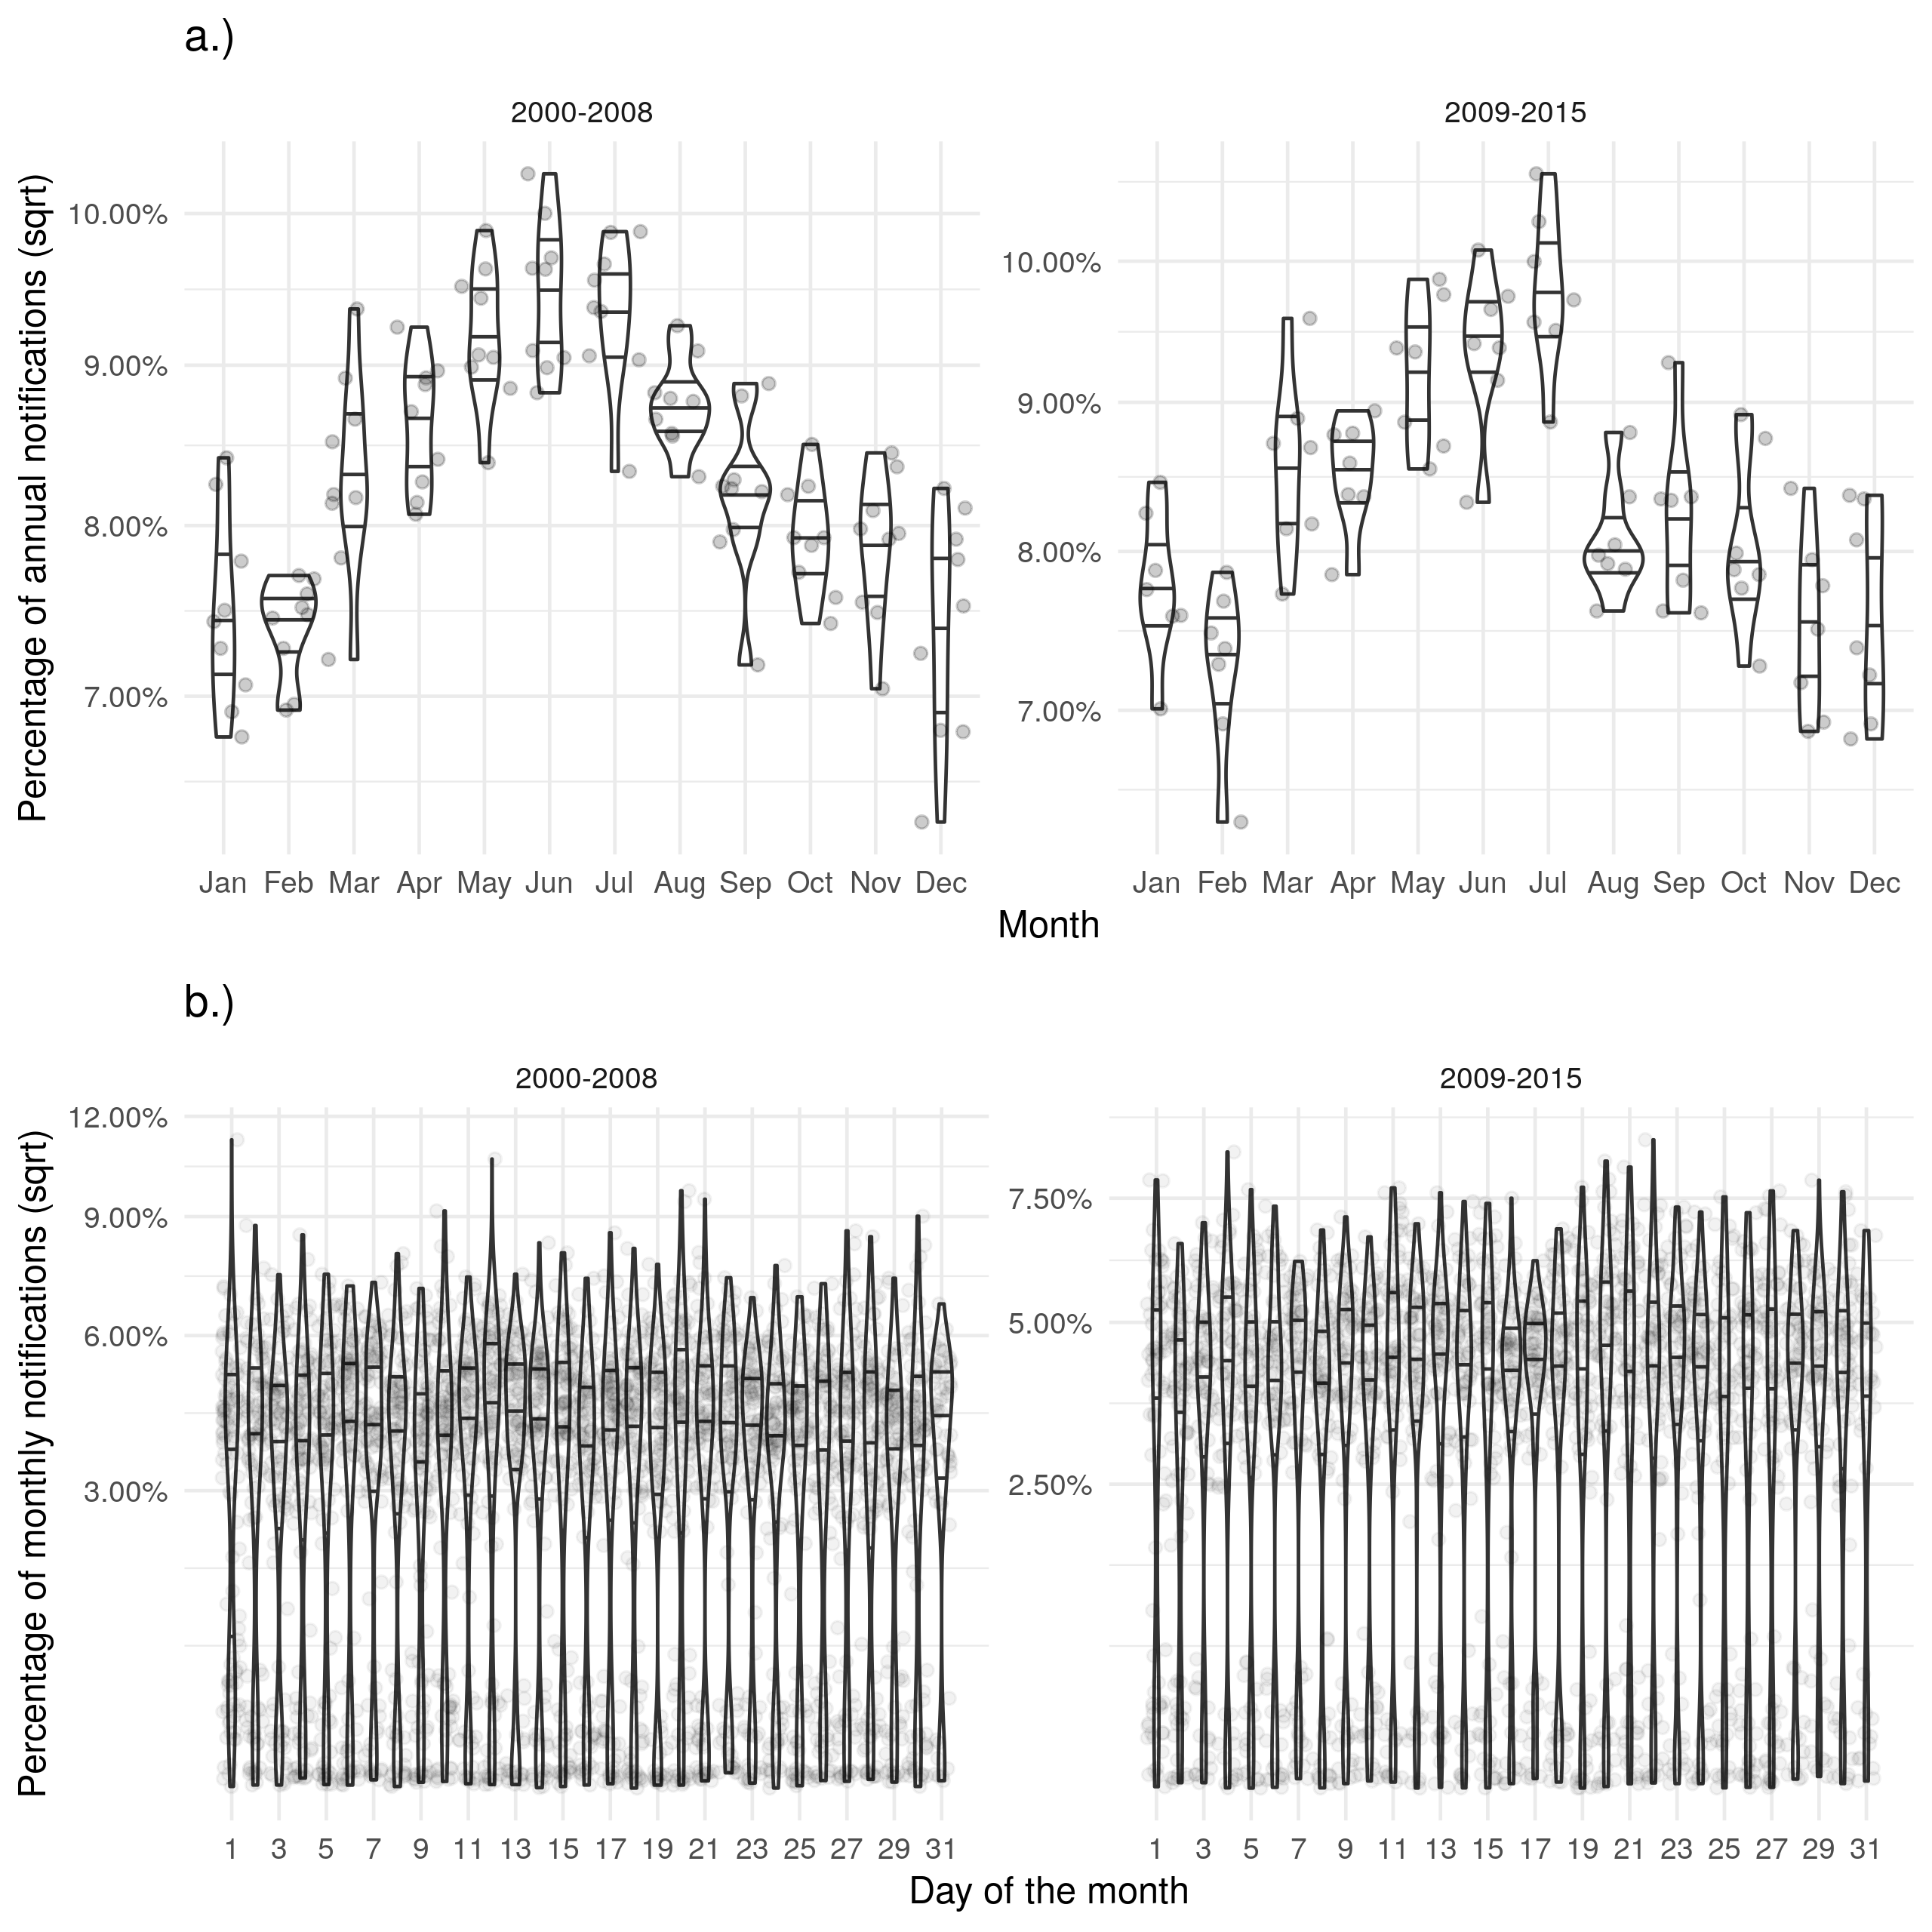 a.)
2000-2008 2009-2015
Percentage of annual notifications (sqrt)
10.00%
9.00%
8.00%
7.00%
10.00%
9.00%
8.00%
7.00%
Jan Feb Mar Apr May Jun Jul Aug Sep Oct Nov Dec
Jan Feb Mar Apr May Jun Jul Aug Sep Oct Nov Dec
Month
b.)
2000-2008 2009-2015
Percentage of monthly notifications (sqrt)
12.00%
9.00%
6.00%
3.00%
7.50%
5.00%
2.50%
1 3 5 7 9 11 13 15 17 19 21 23 25 27 29 31
1 3 5 7 9 11 13 15 17 19 21 23 25 27 29 31
Day of the month